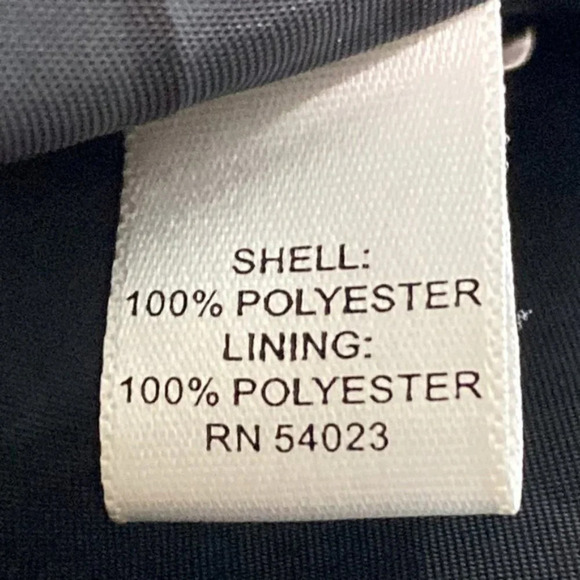 SHELL:
100% POLYESTER
LINING:
100% POLYESTER
RN 54023